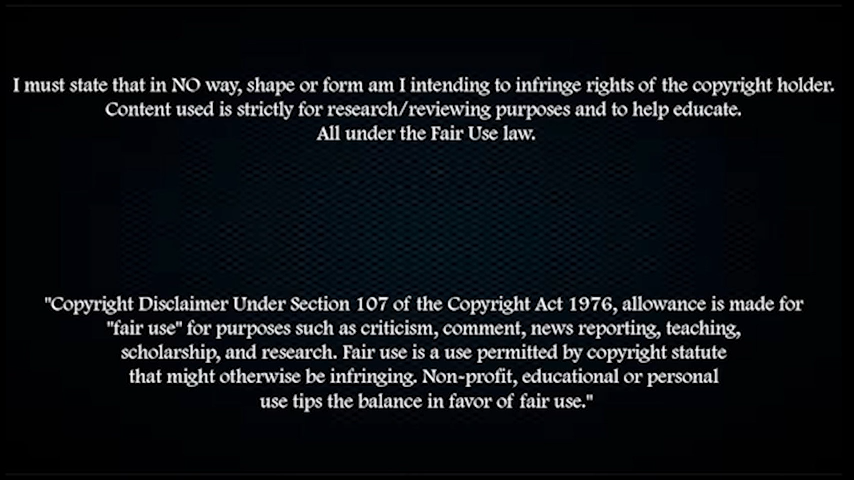 I must state that in NO way, shape or form am I intending to infringe rights of the copyright holder.
Content used is strictly for research/reviewing purposes and to help educate.
All under the Fair Use law.
"Copyright Disclaimer Under Section 107 of the Copyright Act 1976, allowance is made for
"fair use" for purposes such as criticism, comment, news reporting, teaching,
scholarship, and research. Fair use is a use permitted by copyright statute
that might otherwise be infringing. Non-profit, educational or personal
use tips the balance in favor of fair use."